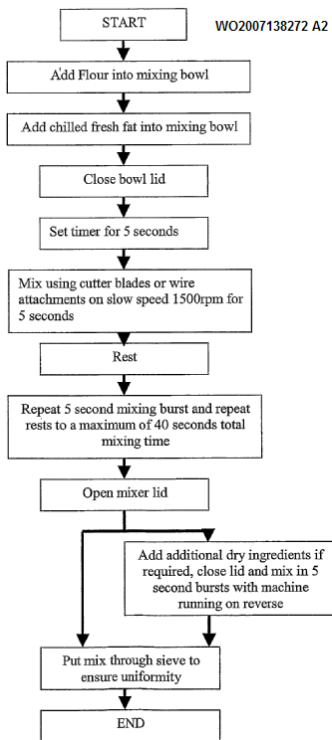 START
WO2007138272 A2
Add Flour into mixing bowl
Add chilled fresh fat into mixing bowl
Close bowl lid
Set timer for 5 seconds
Mix using cutter blades or wire
attachments on slow speed 1500rpm for
5 seconds
Rest
Repeat 5 second mixing burst and repeat
rests to a maximum of 40 seconds total
mixing time
Open mixer lid
Add additional dry ingredients if
required, close lid and mix in 5
second bursts with machine
running on reverse
Put mix through sieve to
ensure uniformity
END